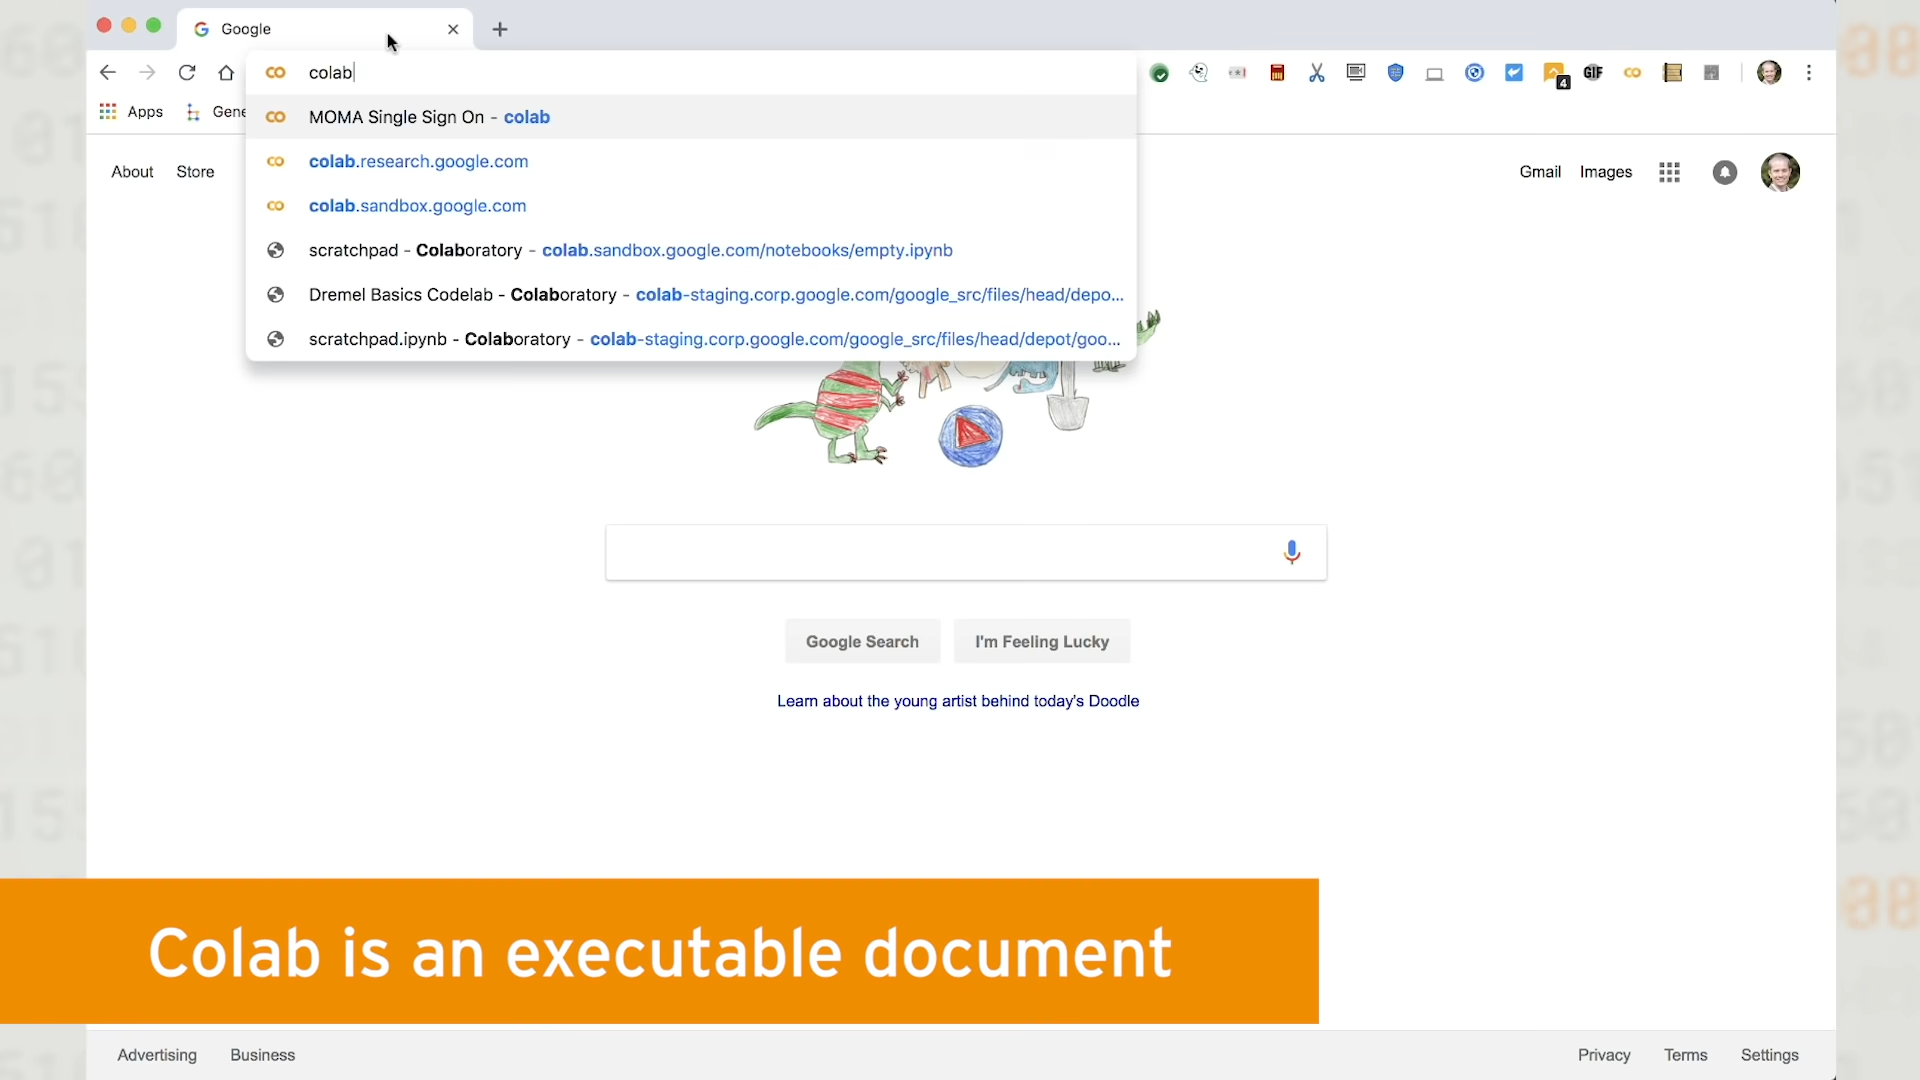 Google
colab
Apps
Gene
MOMA Single Sign On - colab
colab.research.google.com
colab.sandbox.google.com
scratchpad - Colaboratory - colab.sandbox.google.com/notebooks/empty.ipynb
Dremel Basics Codelab - Colaboratory - colab-staging.corp.google.com/google_src/files/head/depo...
scratchpad.ipynb - Colaboratory - colab-staging.corp.google.com/google_src/files/head/depot/goo...
4
GIF
About Store
Gmail Images
Google Search I'm Feeling Lucky
Learn about the young artist behind today's Doodle
Colab is an executable document
Advertising Business
Privacy Terms Settings